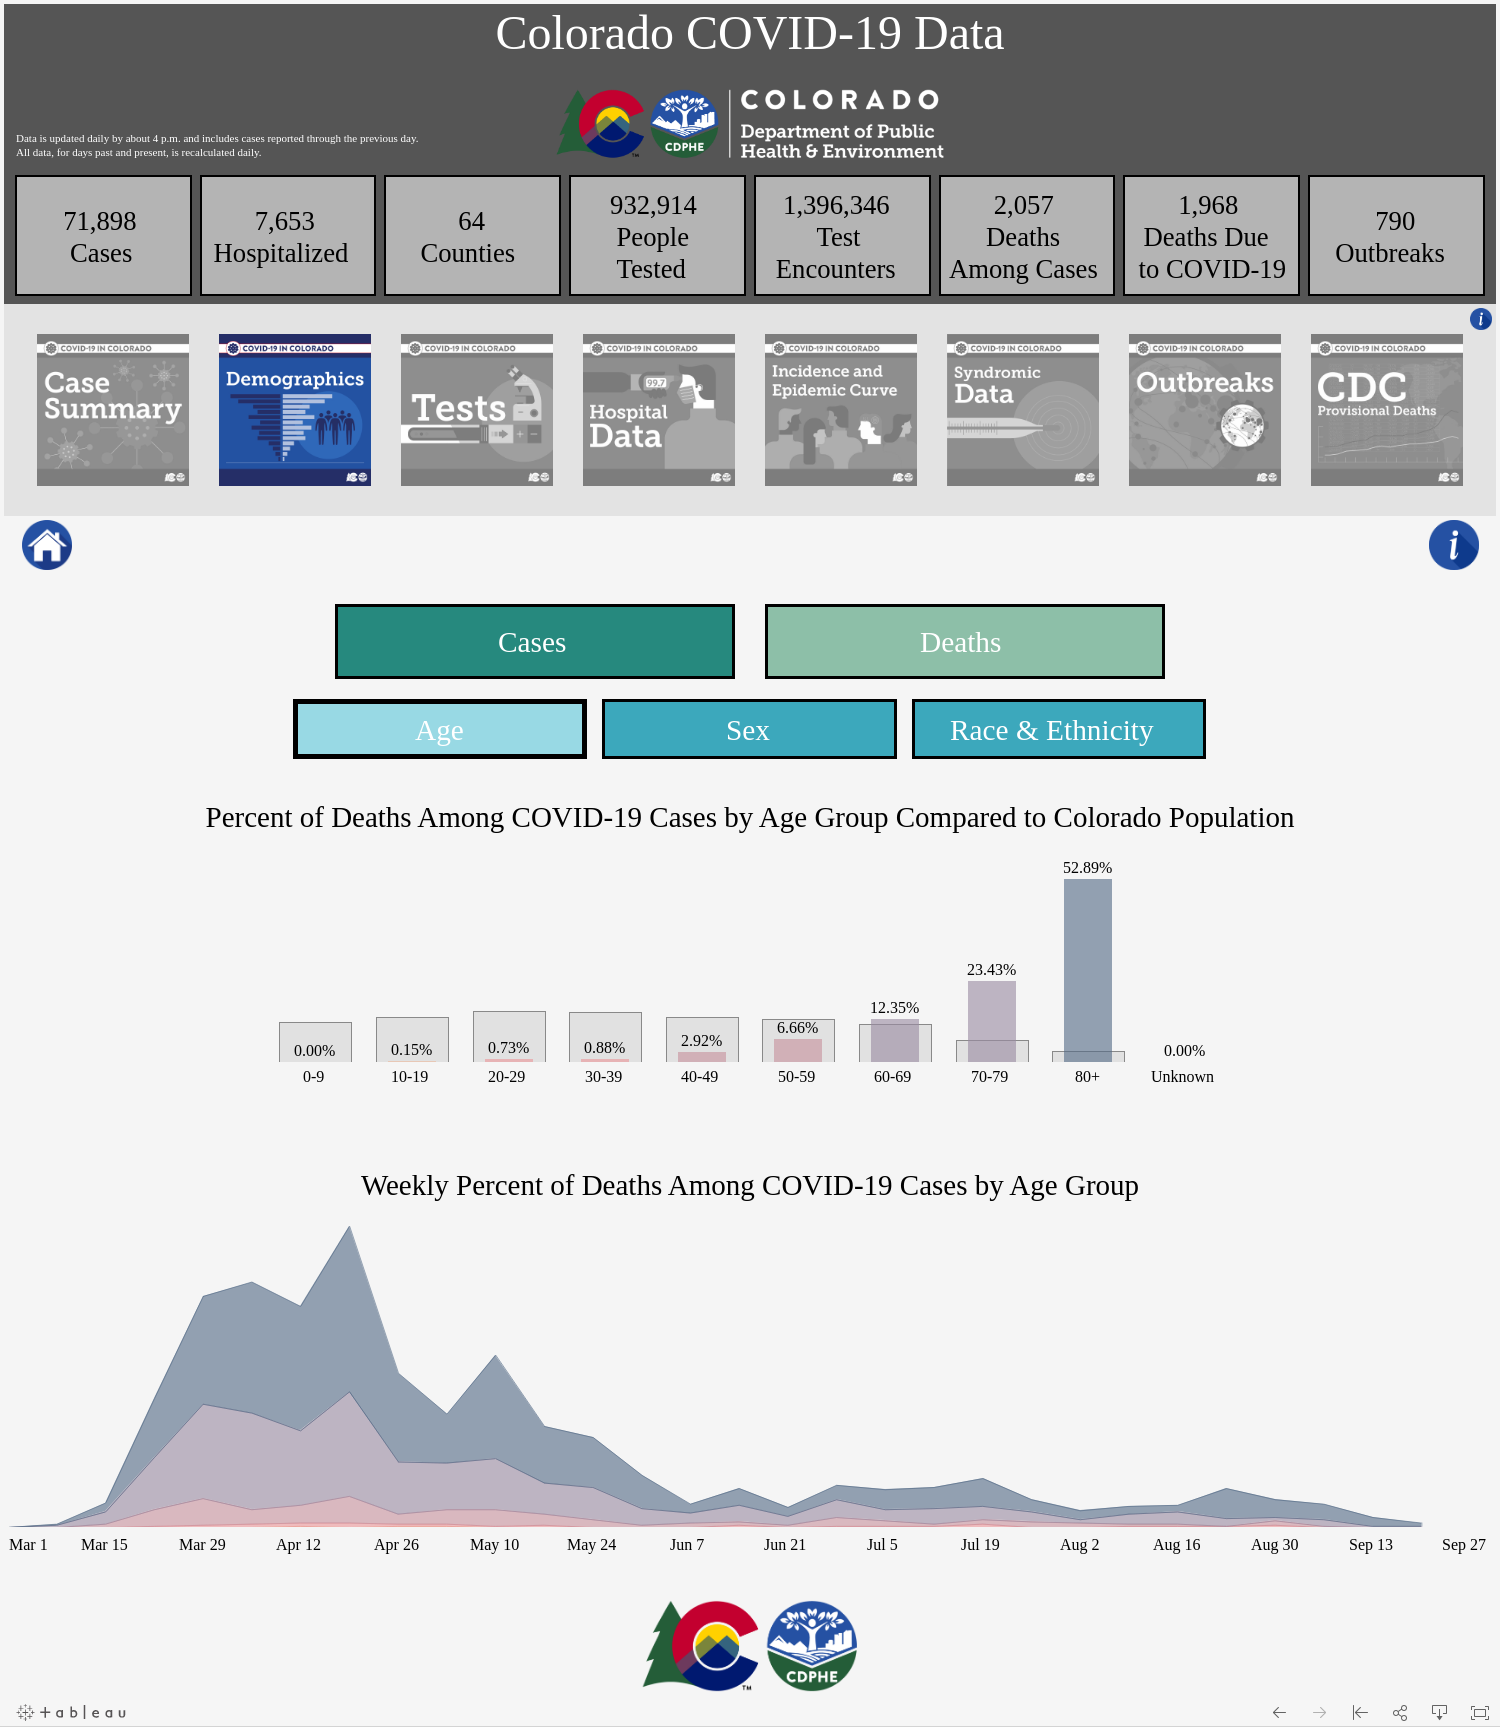 Colorado COVID-19 Data
COLORADO
Department of Public
Health & Environment
CDPHE
TM
Data is updated daily by about 4 p.m. and includes cases reported through the previous day.
All data, for days past and present, is recalculated daily.
71,898
Cases
7,653
Hospitalized
64
Counties
932,914
People
Tested
1,396,346
Test
Encounters
2,057
Deaths
Among Cases
1,968
Deaths Due
to COVID-19
790
Outbreaks
i
COVID-19 IN COLORADO
Case
Summary
COVID-19 IN COLORADO
Demographics
COVID-19 IN COLORADO
Tests
COVID-19 IN COLORADO
99.7
Hospital
Data
COVID-19 IN COLORADO
Incidence and
Epidemic Curve
COVID-19 IN COLORADO
Syndromic
Data
COVID-19 IN COLORADO
Outbreaks
COVID-19 IN COLORADO
CDC
Provisional Deaths
i
Cases
Deaths
Age
Sex
Race & Ethnicity
Percent of Deaths Among COVID-19 Cases by Age Group Compared to Colorado Population
0.00% 0.15% 0.73% 0.88% 2.92% 6.66% 12.35% 23.43% 52.89% 0.00%
0-9 10-19 20-29 30-39 40-49 50-59 60-69 70-79 80+ Unknown
Weekly Percent of Deaths Among COVID-19 Cases by Age Group
Mar 1 Mar 15 Mar 29 Apr 12 Apr 26 May 10 May 24 Jun 7 Jun 21 Jul 5 Jul 19 Aug 2 Aug 16 Aug 30 Sep 13 Sep 27
TM
CDPHE
+ a b l e a u